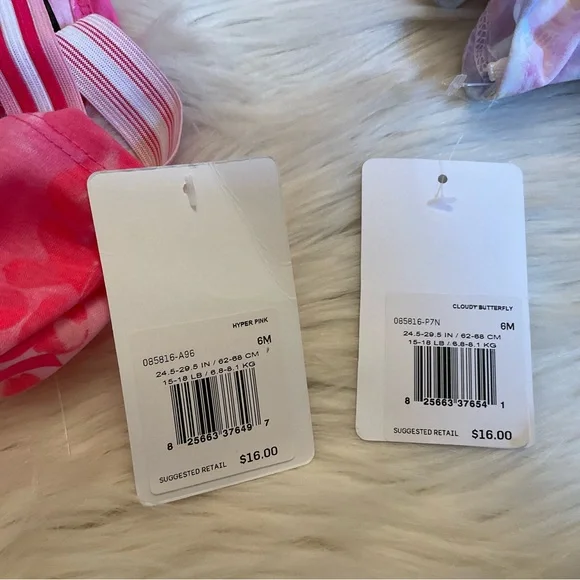 HYPER PINK
085816-A96 6M
24.5-29.5 IN / 62-68 CM
15-18 LB / 6.8-8.1 KG
8 25663 37649 7
SUGGESTED RETAIL $16.00
CLOUDY BUTTERFLY
085816-P7N 6M
24.5-29.5 IN / 62-68 CM
15-18 LB / 6.8-8.1 KG
8 25663 37654 1
SUGGESTED RETAIL $16.00